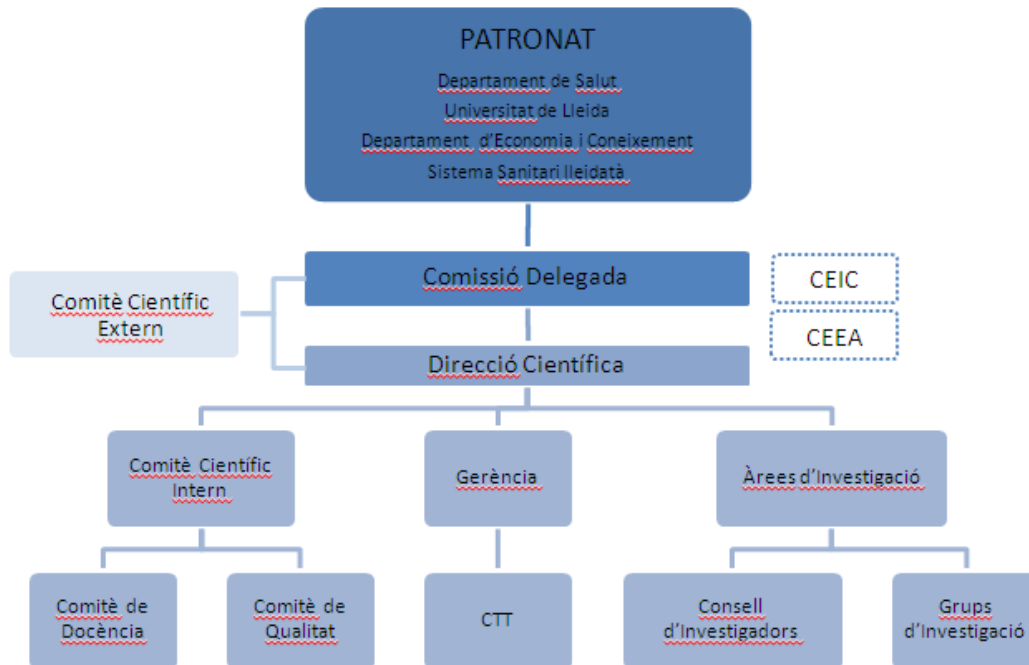 PATRONAT
Departament de Salut
Universitat de Lleida
Departament d'Economia i Coneixement
Sistema Sanitari lleidatà
Comissió Delegada
CEIC
Comitè Científic
Extern
CEEA
Direcció Científica
Comitè Científic
Intern
Gerència
Àrees d'Investigació
Comitè de
Docència
Comitè de
Qualitat
CTT
Consell
d'Investigadors
Grups
d'Investigació